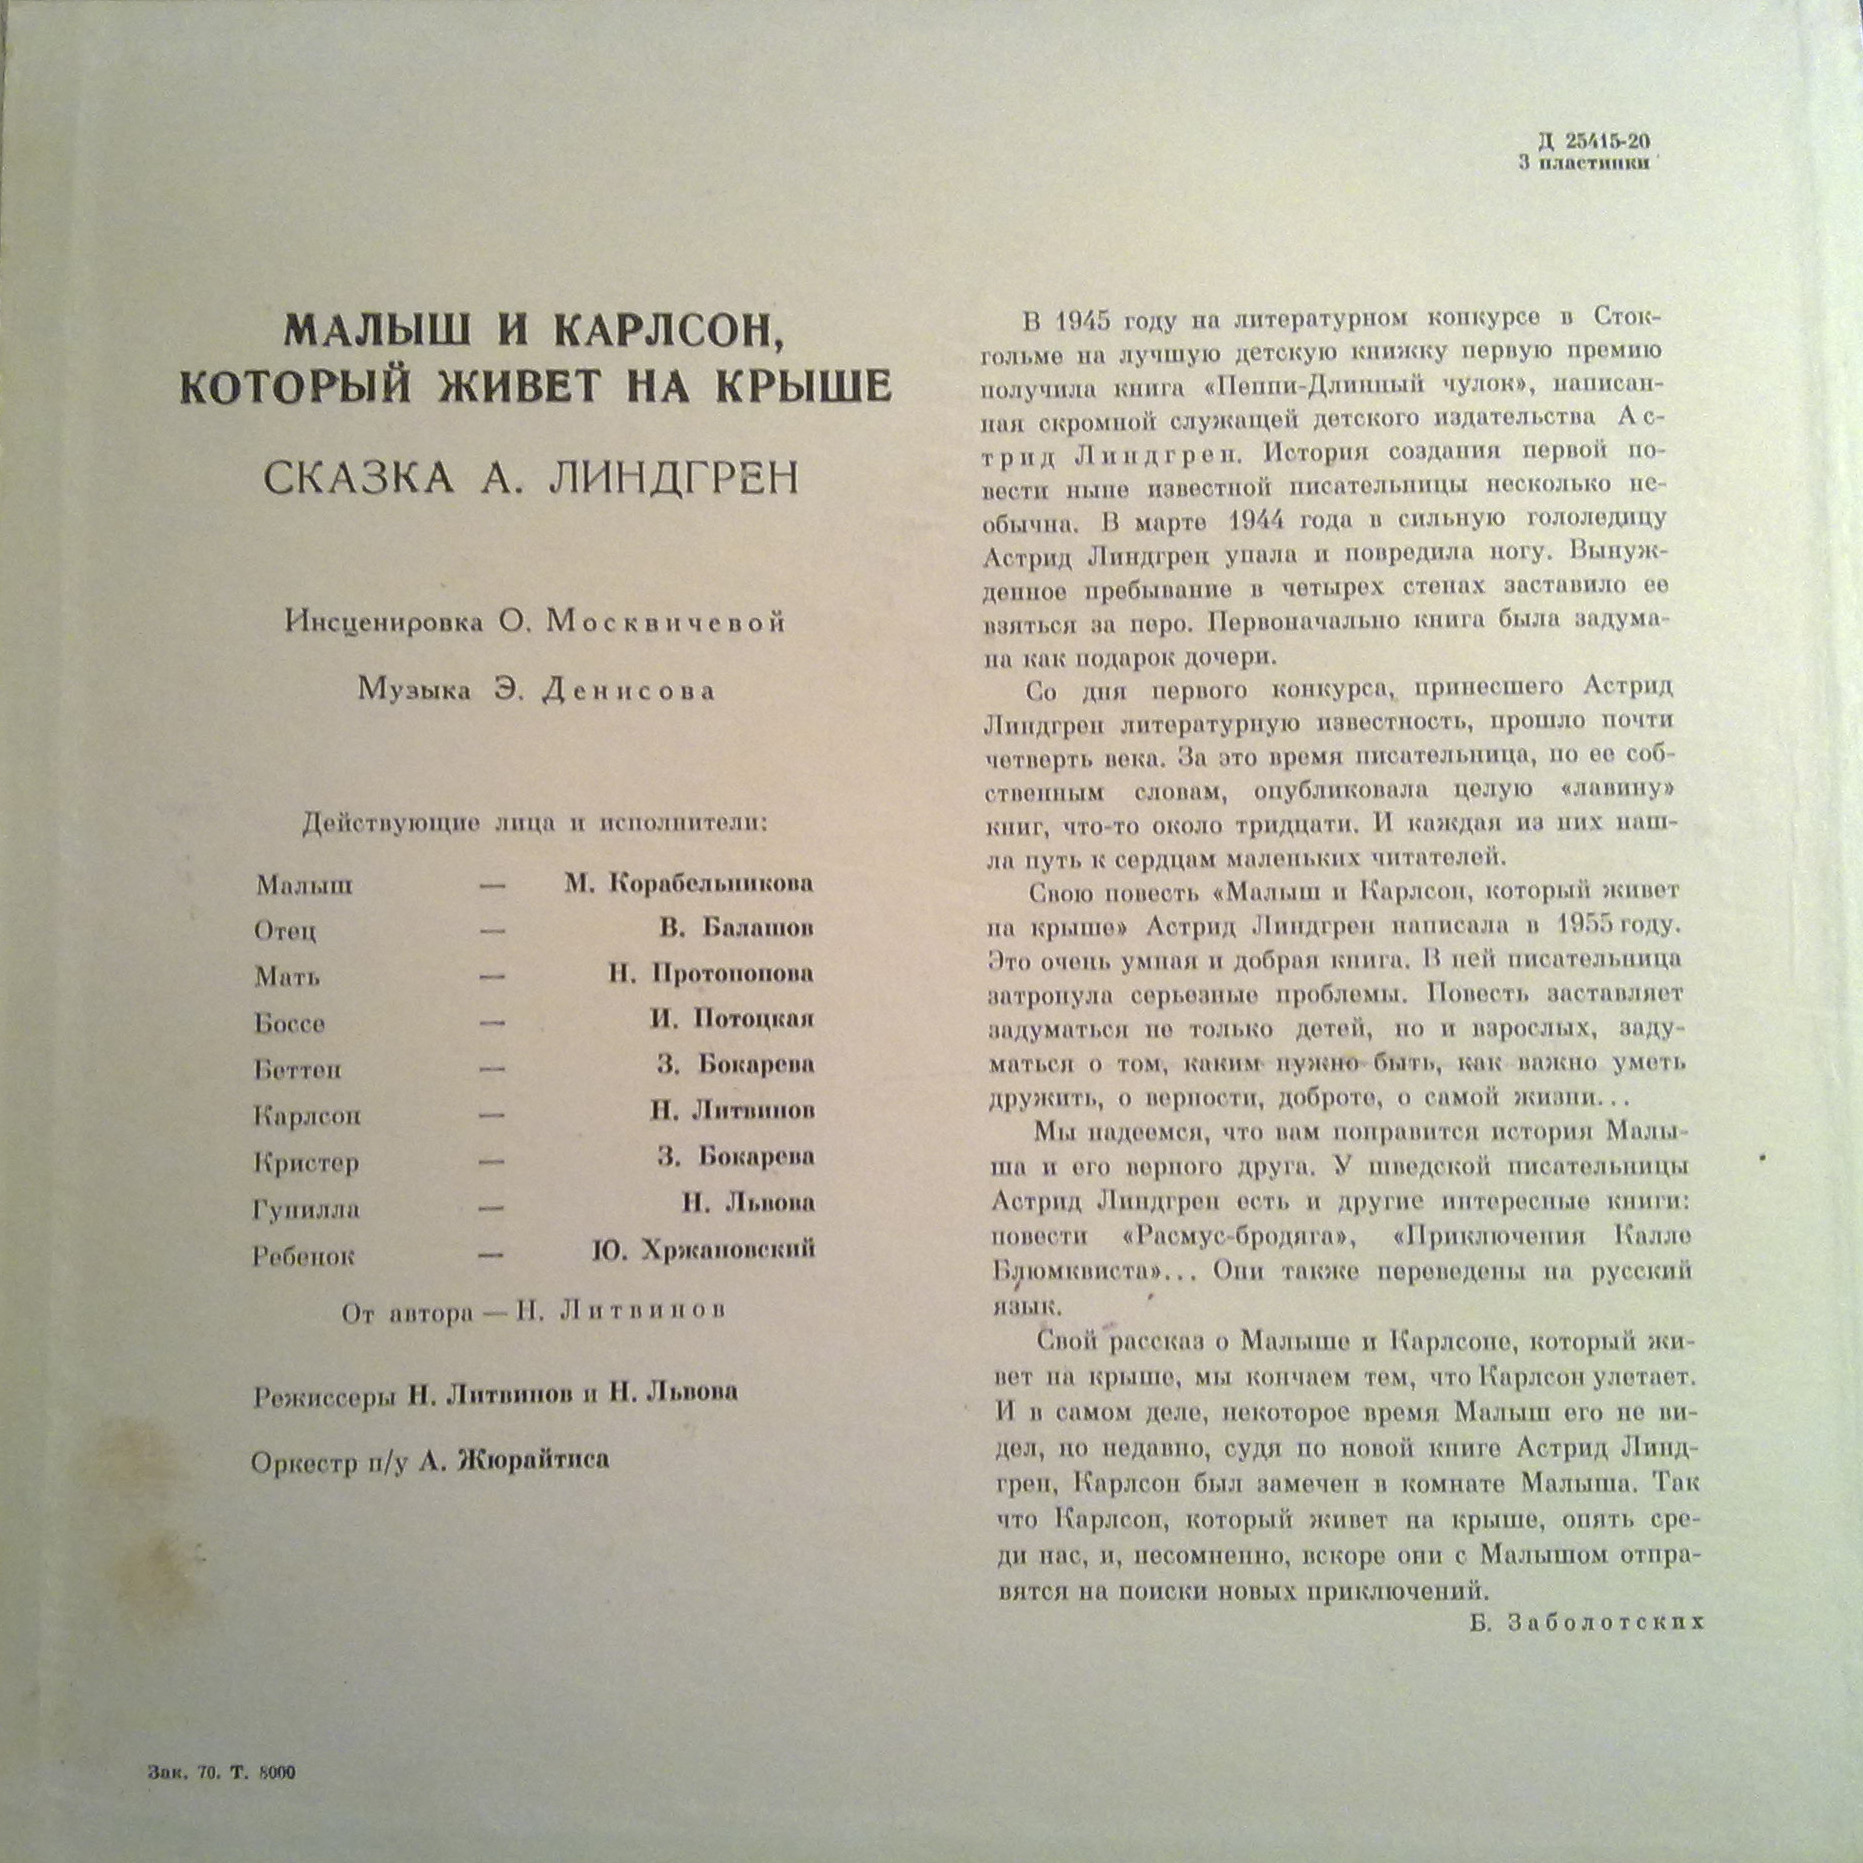 Д 25415-20
3 пластинки
МАЛЫШ И КАРЛСОН,
КОТОРЫЙ ЖИВЕТ НА КРЫШЕ
СКАЗКА А. ЛИНДГРЕН
Инсценировка О. Москвичевой
Музыка Э. Денисова
Действующие лица и исполнители:
Малыш — М. Корабельникова
Отец — В. Балашов
Мать — Н. Протопопова
Боссе — И. Потоцкая
Беттен — З. Бокарева
Карлсон — Н. Литвинов
Кристер — З. Бокарева
Гунилла — Н. Львова
Ребенок — Ю. Хржановский
От автора — Н. Литвинов
Режиссеры Н. Литвинов и Н. Львова
Оркестр п/у А. Жюрайтиса
Зак. 70. Т. 8000
В 1945 году на литературном конкурсе в Сток-
гольме на лучшую детскую книжку первую премию
получила книга «Пеппи-Длинный чулок», написан-
ная скромной служащей детского издательства Ас-
трид Линдгрен. История создания первой по-
вести ныне известной писательницы несколько не-
обычна. В марте 1944 года в сильную гололедицу
Астрид Линдгрен упала и повредила ногу. Вынуж-
денное пребывание в четырех стенах заставило ее
взяться за перо. Первоначально книга была задума-
на как подарок дочери.
Со дня первого конкурса, принесшего Астрид
Линдгрен литературную известность, прошло почти
четверть века. За это время писательница, по ее соб-
ственным словам, опубликовала целую «лавину»
книг, что-то около тридцати. И каждая из них наш-
ла путь к сердцам маленьких читателей.
Свою повесть «Малыш и Карлсон, который живет
на крыше» Астрид Линдгрен написала в 1955 году.
Это очень умная и добрая книга. В ней писательница
затронула серьезные проблемы. Повесть заставляет
задуматься не только детей, но и взрослых, заду-
маться о том, каким нужно быть, как важно уметь
дружить, о верности, доброте, о самой жизни...
Мы надеемся, что вам понравится история Малы-
ша и его верного друга. У шведской писательницы
Астрид Линдгрен есть и другие интересные книги:
повести «Расмус-бродяга», «Приключения Калле
Блюмквиста»... Они также переведены на русский
язык.
Свой рассказ о Малыше и Карлсоне, который жи-
вет на крыше, мы кончаем тем, что Карлсон улетает.
И в самом деле, некоторое время Малыш его не ви-
дел, но недавно, судя по новой книге Астрид Линд-
грен, Карлсон был замечен в комнате Малыша. Так
что Карлсон, который живет на крыше, опять сре-
ди нас, и, несомненно, вскоре они с Малышом отпра-
вятся на поиски новых приключений.
Б. Заболотских